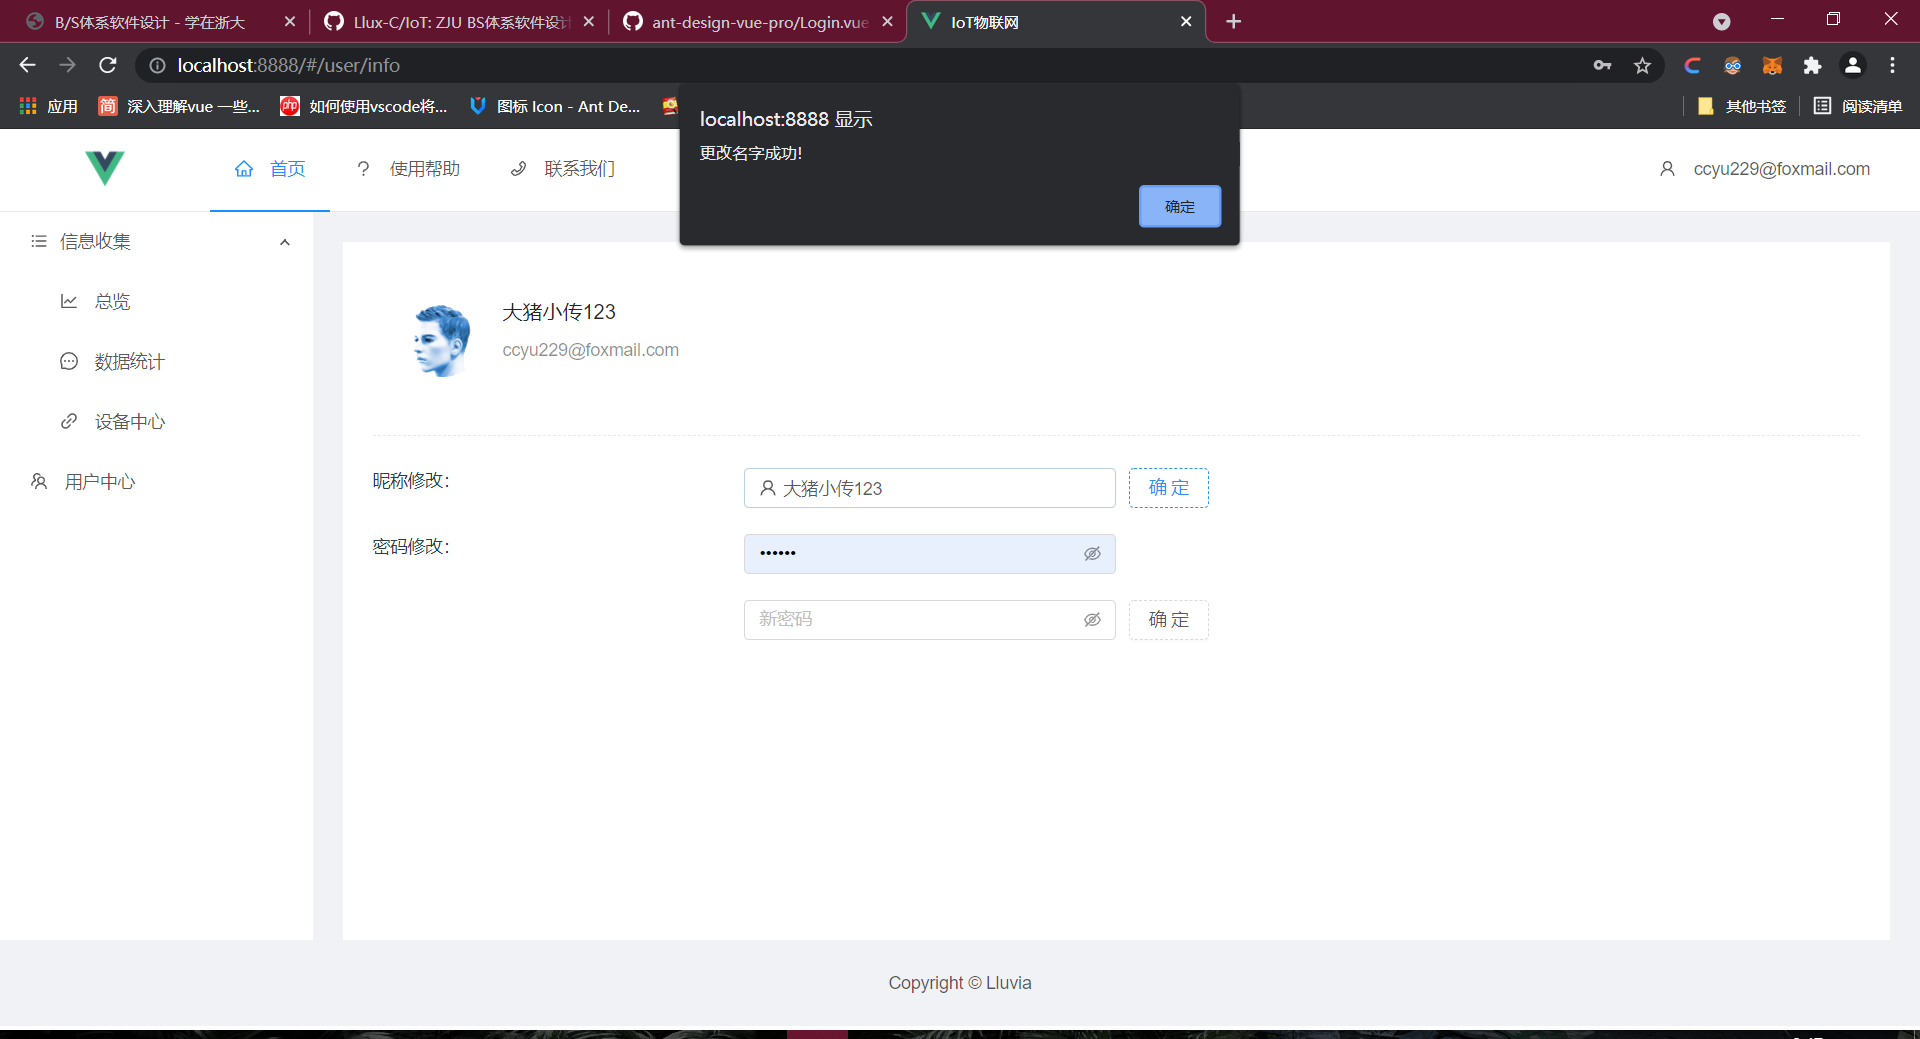 B/S体系软件设计 - 学在浙大
Llux-C/IoT: ZJU BS体系软件设计
ant-design-vue-pro/Login.vue
IoT物联网
localhost:8888/#/user/info
应用
简
深入理解vue 一些...
php
如何使用vscode将...
图标 Icon - Ant De...
其他书签
阅读清单
localhost:8888 显示
更改名字成功!
确定
首页
使用帮助
联系我们
ccyu229@foxmail.com
信息收集
总览
数据统计
设备中心
用户中心
大猪小传123
ccyu229@foxmail.com
昵称修改:
大猪小传123
确 定
密码修改:
新密码
确 定
Copyright © Lluvia